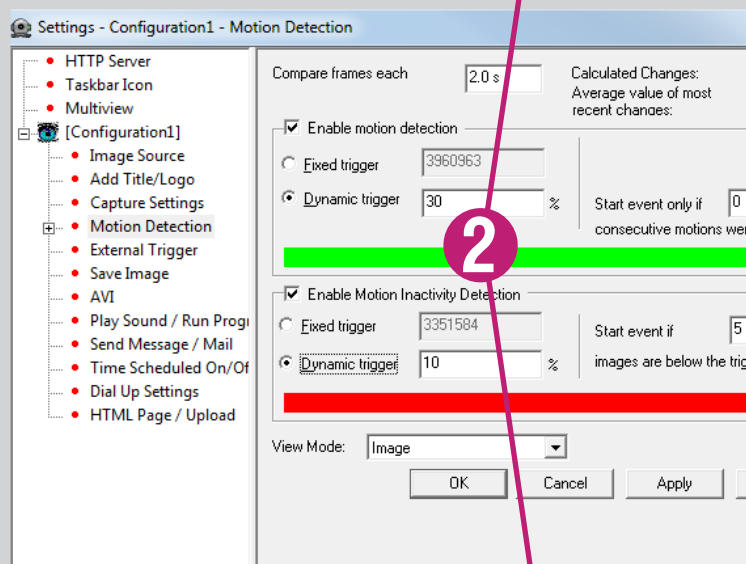 Settings - Configuration1 - Motion Detection
HTTP Server
Taskbar Icon
Multiview
[Configuration1]
Image Source
Add Title/Logo
Capture Settings
Motion Detection
External Trigger
Save Image
AVI
Play Sound / Run Progr
Send Message / Mail
Time Scheduled On/Of
Dial Up Settings
HTML Page / Upload
Compare frames each 2.0 s
Calculated Changes:
Average value of most
recent changes:
Enable motion detection
Fixed trigger 3960963
Dynamic trigger 30 %
Start event only if 0
consecutive motions wer
2
Enable Motion Inactivity Detection
Fixed trigger 3351584
Dynamic trigger 10 %
Start event if 5
images are below the trig
View Mode: Image
OK Cancel Apply